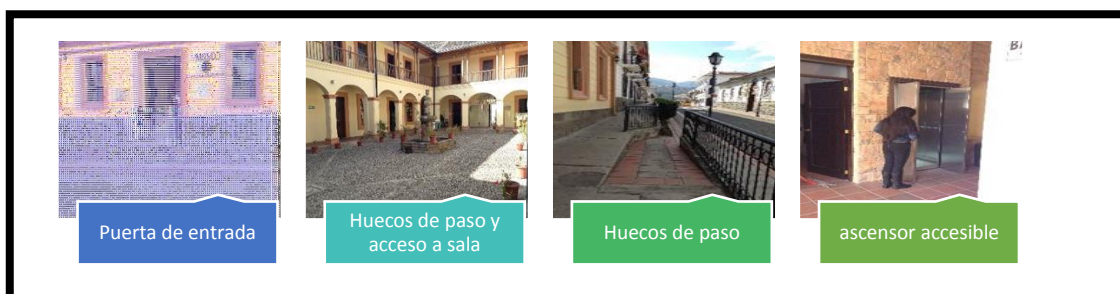 Puerta de entrada
Huecos de paso y
acceso a sala
Huecos de paso
ascensor accesible